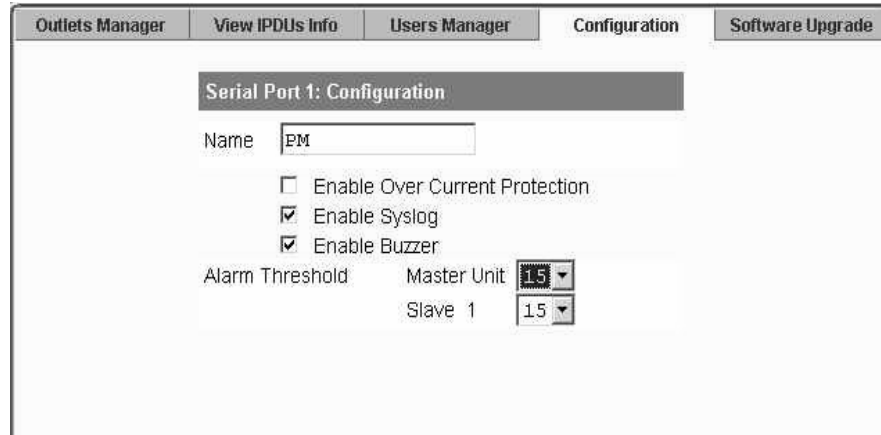 Outlets Manager View IPDUs Info Users Manager Configuration Software Upgrade
Serial Port 1: Configuration
Name PM
Enable Over Current Protection
Enable Syslog
Enable Buzzer
Alarm Threshold Master Unit 15
Slave 1 15